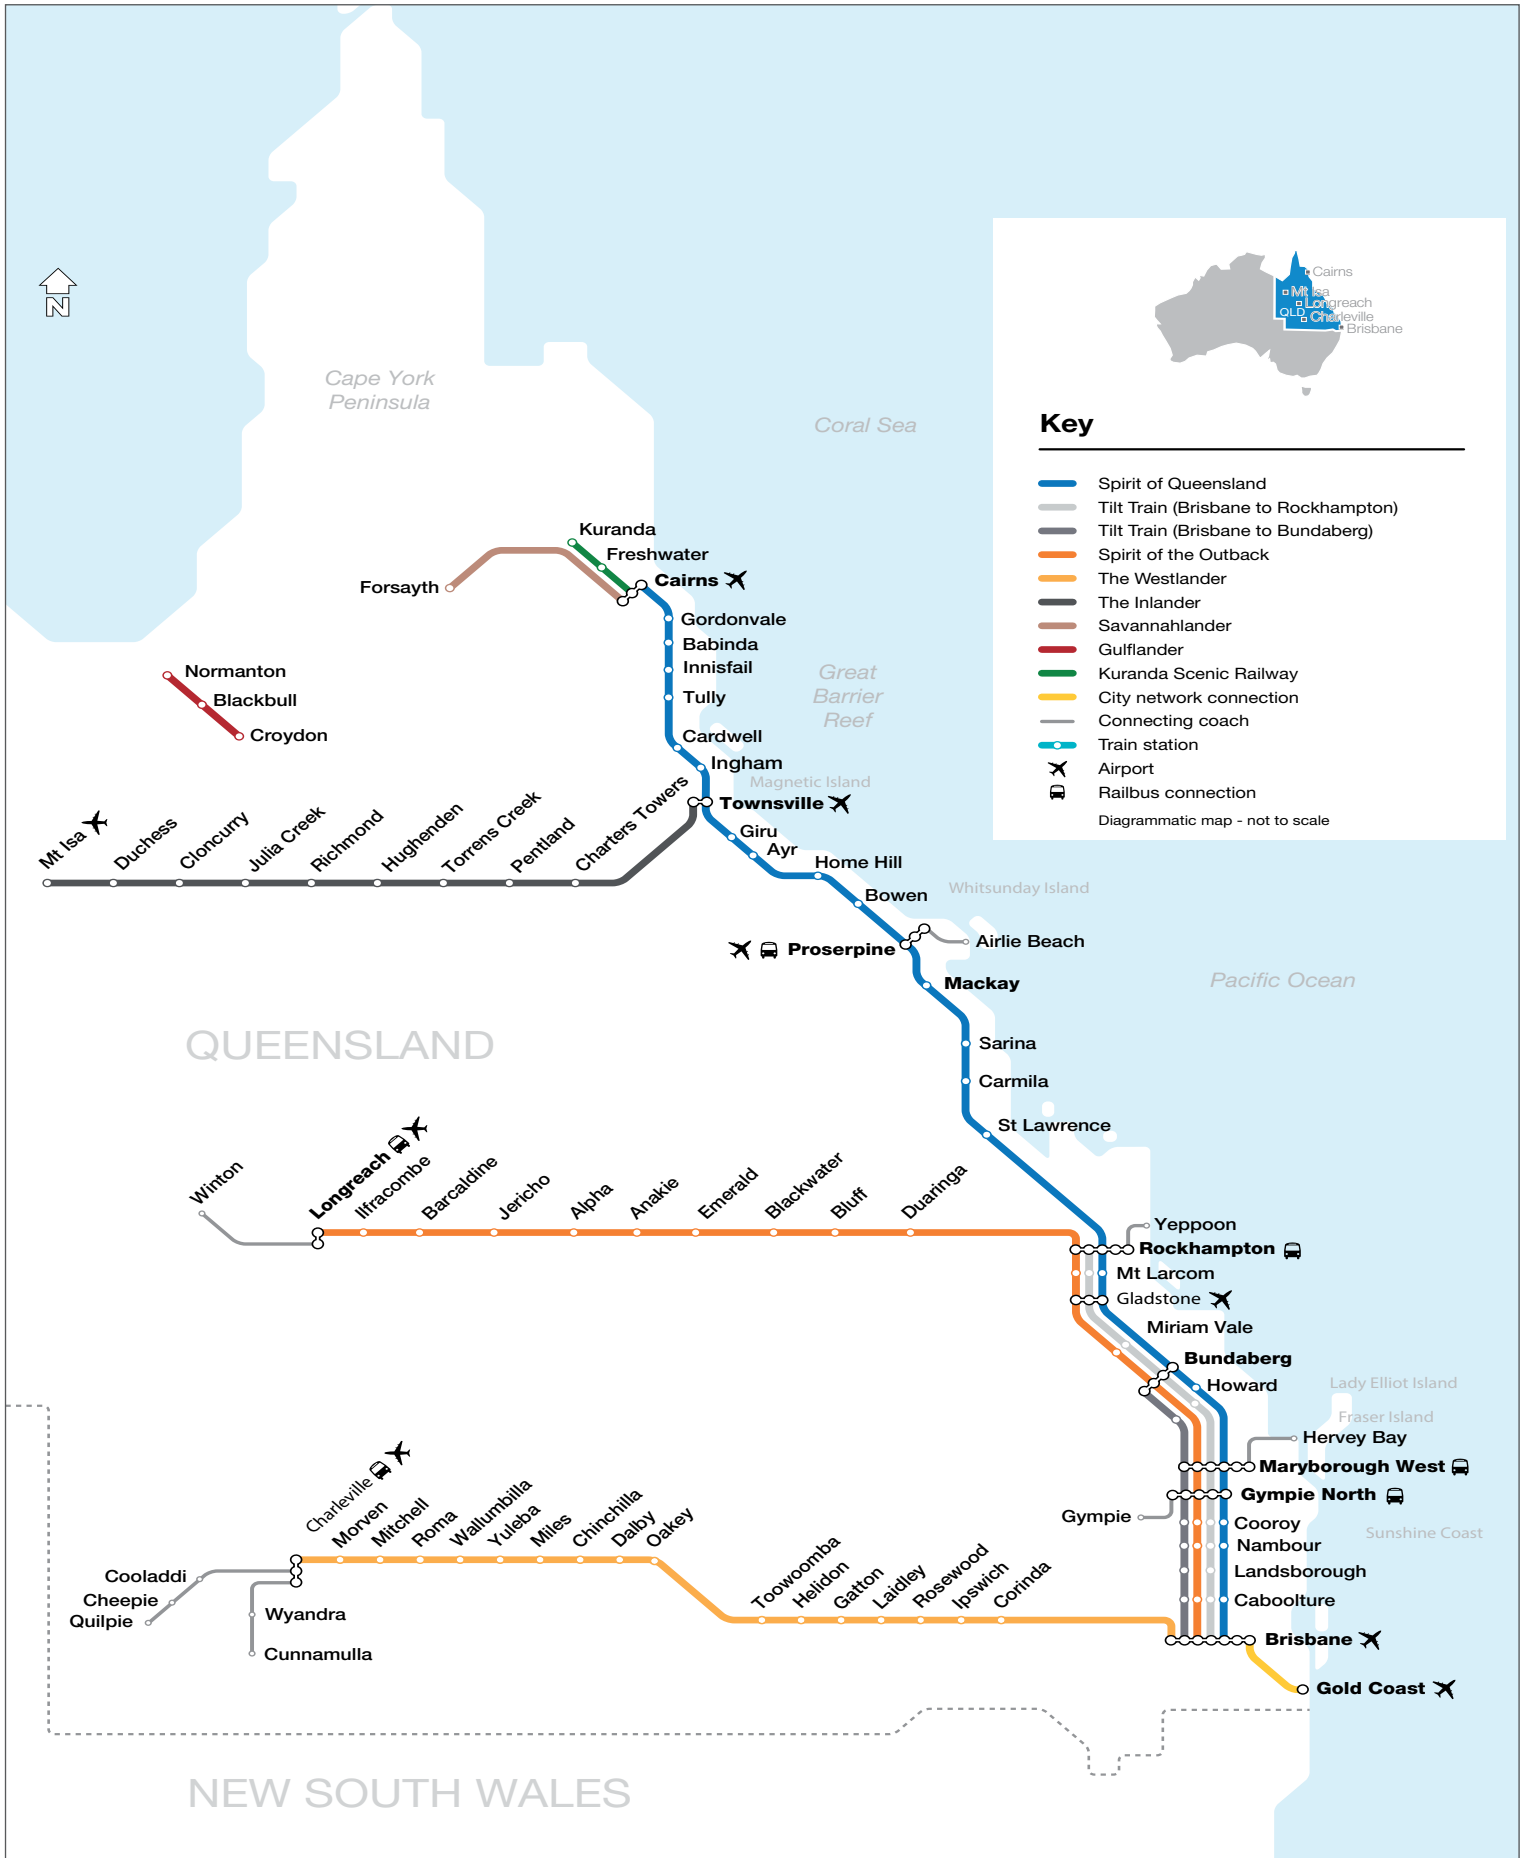 Cairns
Mt Isa
Longreach
QLD
Charleville
Brisbane
N
Cape York
Peninsula
Coral Sea
Key
Spirit of Queensland
Tilt Train (Brisbane to Rockhampton)
Tilt Train (Brisbane to Bundaberg)
Spirit of the Outback
The Westlander
The Inlander
Savannahlander
Gulflander
Kuranda Scenic Railway
City network connection
Connecting coach
Train station
Airport
Railbus connection
Diagrammatic map - not to scale
Kuranda
Freshwater
Cairns
Forsayth
Gordonvale
Babinda
Innisfail
Tully
Great
Barrier
Reef
Normanton
Blackbull
Croydon
Cardwell
Ingham
Magnetic Island
Townsville
Mt Isa
Duchess
Cloncurry
Julia Creek
Richmond
Hughenden
Torrens Creek
Pentland
Charters Towers
Giru
Ayr
Home Hill
Bowen
Whitsunday Island
Proserpine
Airlie Beach
Mackay
Pacific Ocean
QUEENSLAND
Sarina
Carmila
St Lawrence
Winton
Longreach
Ilfracombe
Barcaldine
Jericho
Alpha
Anakie
Emerald
Blackwater
Bluff
Duaringa
Yeppoon
Rockhampton
Mt Larcom
Gladstone
Miriam Vale
Bundaberg
Howard
Lady Elliot Island
Fraser Island
Hervey Bay
Maryborough West
Gympie North
Gympie
Cooroy
Sunshine Coast
Nambour
Landsborough
Caboolture
Charleville
Morven
Mitchell
Roma
Wallumbilla
Yuleba
Miles
Chinchilla
Dalby
Oakey
Toowoomba
Helidon
Gatton
Laidley
Rosewood
Ipswich
Corinda
Cooladdi
Cheepie
Quilpie
Wyandra
Cunnamulla
Brisbane
Gold Coast
NEW SOUTH WALES